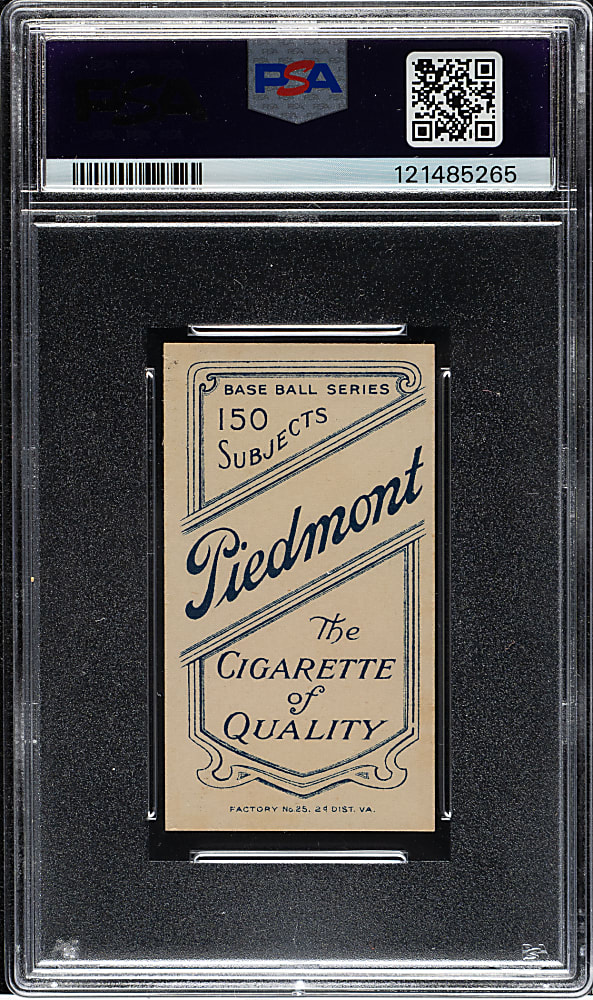 PSA
121485265
BASE BALL SERIES
150
SUBJECTS
Piedmont
The
CIGARETTE
of
QUALITY
FACTORY No. 25, 2d DIST. VA.